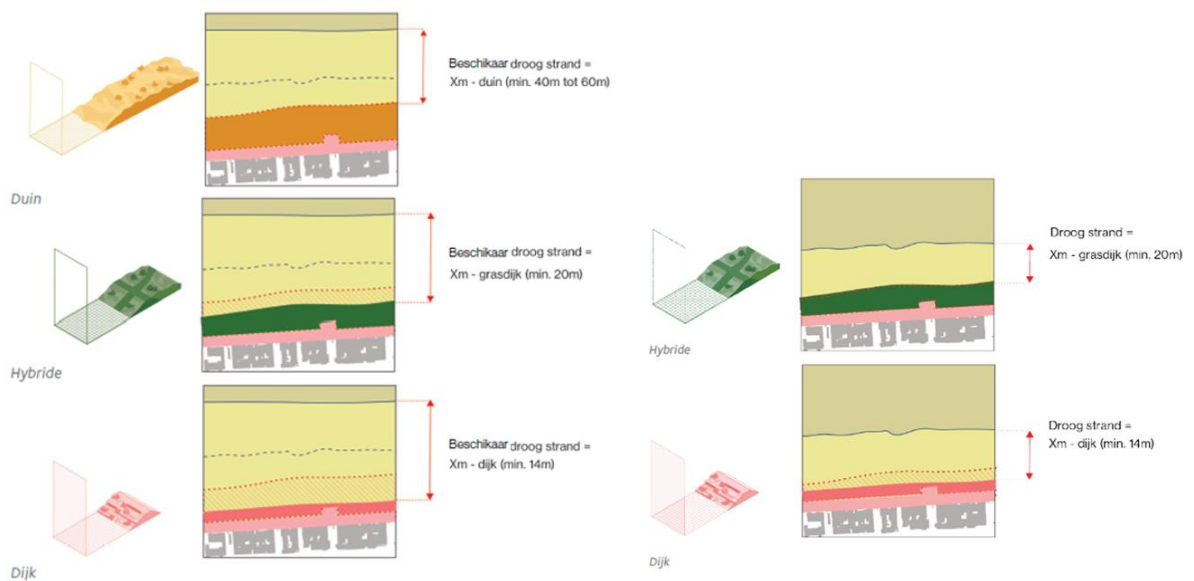 Beschikaar droog strand =
Xm - duin (min. 40m tot 60m)
Duin
Beschikaar droog strand =
Xm - grasdijk (min. 20m)
Hybride
Beschikaar droog strand =
Xm - dijk (min. 14m)
Dijk
Droog strand =
Xm - grasdijk (min. 20m)
Hybride
Droog strand =
Xm - dijk (min. 14m)
Dijk